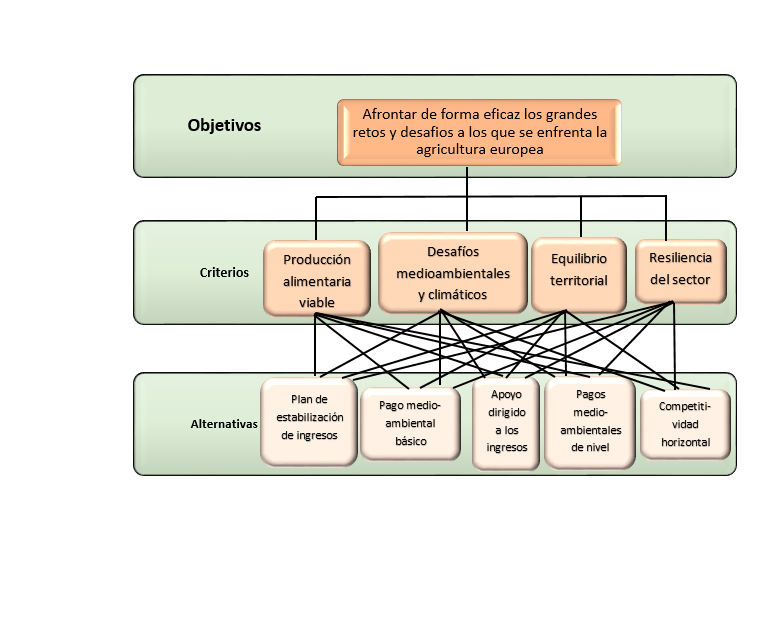 Objetivos
Afrontar de forma eficaz los grandes
retos y desafios a los que se enfrenta la
agricultura europea
Criterios
Producción
alimentaria
viable
Desafíos
medioambientales
y climáticos
Equilibrio
territorial
Resiliencia
del sector
Alternativas
Plan de
estabilización
de ingresos
Pago medio-
ambiental
básico
Apoyo
dirigido
a los
ingresos
Pagos
medio-
ambientales
de nivel
Competiti-
vidad
horizontal